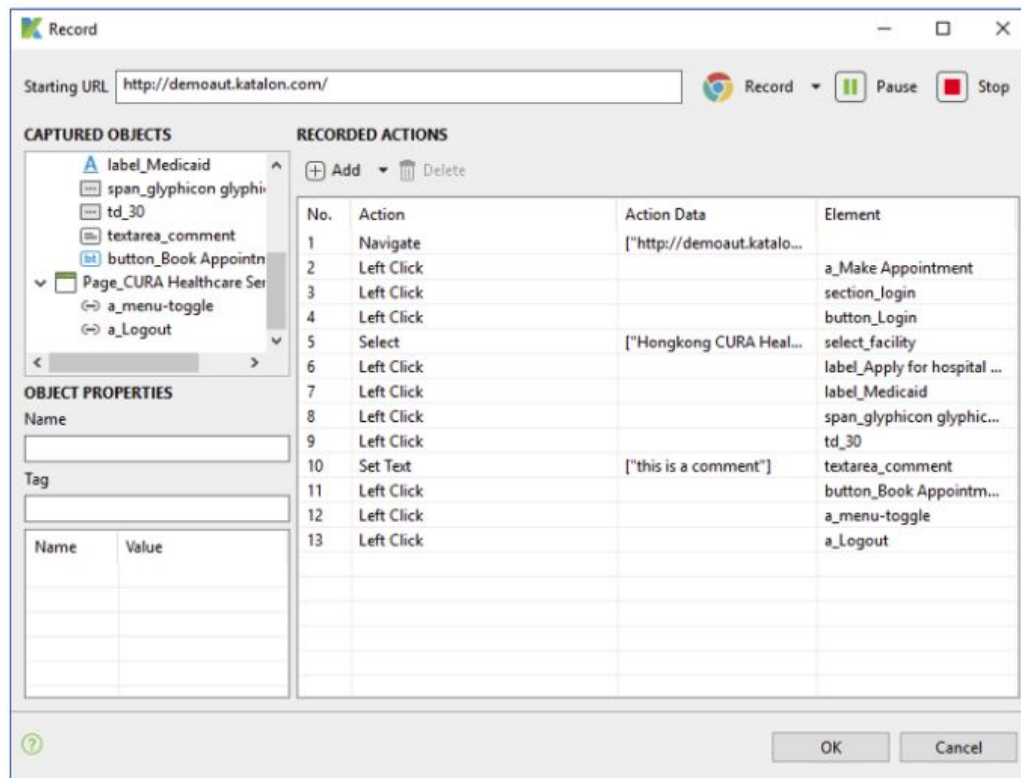 Record
Starting URL http://demoaut.katalon.com/ Record Pause Stop
CAPTURED OBJECTS
label_Medicaid
span_glyphicon glyphi
td_30
textarea_comment
button_Book Appointn
Page_CURA Healthcare Ser
a_menu-toggle
a_Logout
OBJECT PROPERTIES
Name
Tag
Name Value
RECORDED ACTIONS
Add Delete
No. Action Action Data Element
1 Navigate ["http://demoaut.katalo...
2 Left Click a_Make Appointment
3 Left Click section_login
4 Left Click button_Login
5 Select ["Hongkong CURA Heal... select_facility
6 Left Click label_Apply for hospital ...
7 Left Click label_Medicaid
8 Left Click span_glyphicon glyphic...
9 Left Click td_30
10 Set Text ["this is a comment"] textarea_comment
11 Left Click button_Book Appointm...
12 Left Click a_menu-toggle
13 Left Click a_Logout
OK Cancel